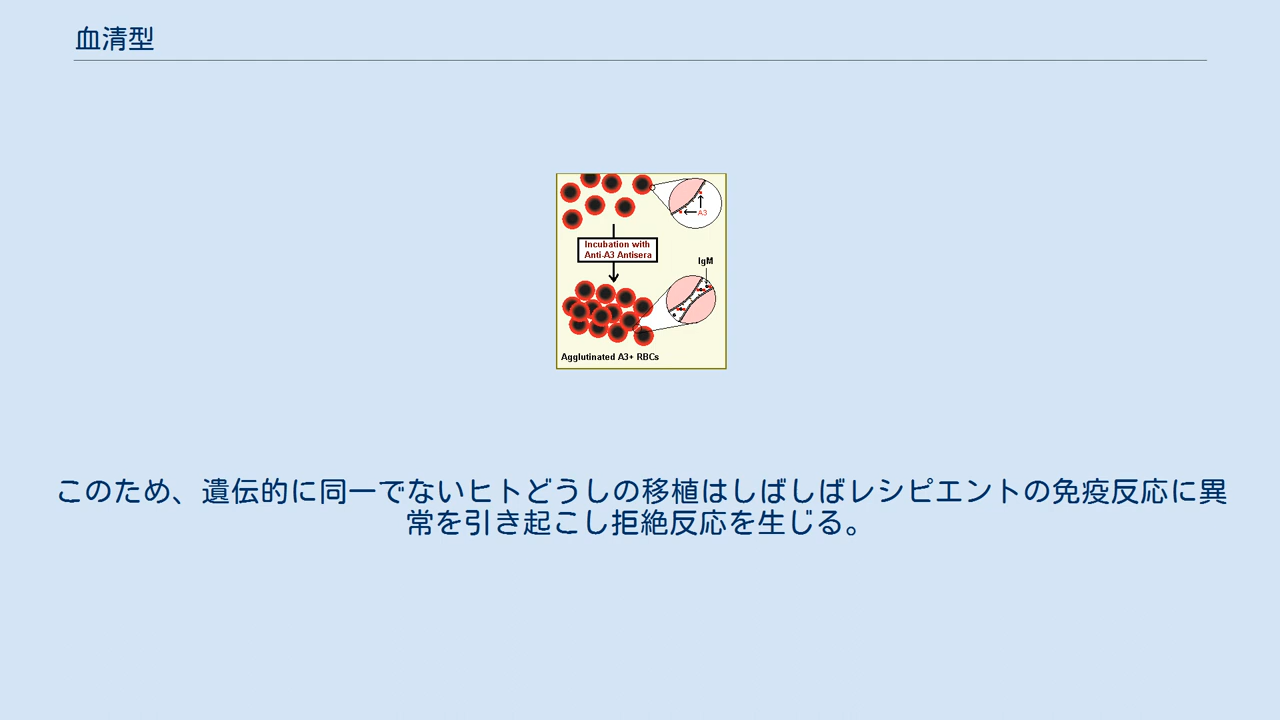 血清型
A3
Incubation with
Anti-A3 Antisera
IgM
Agglutinated A3+ RBCs
このため、遺伝的に同一でないヒトどうしの移植はしばしばレシピエントの免疫反応に異
常を引き起こし拒絶反応を生じる。